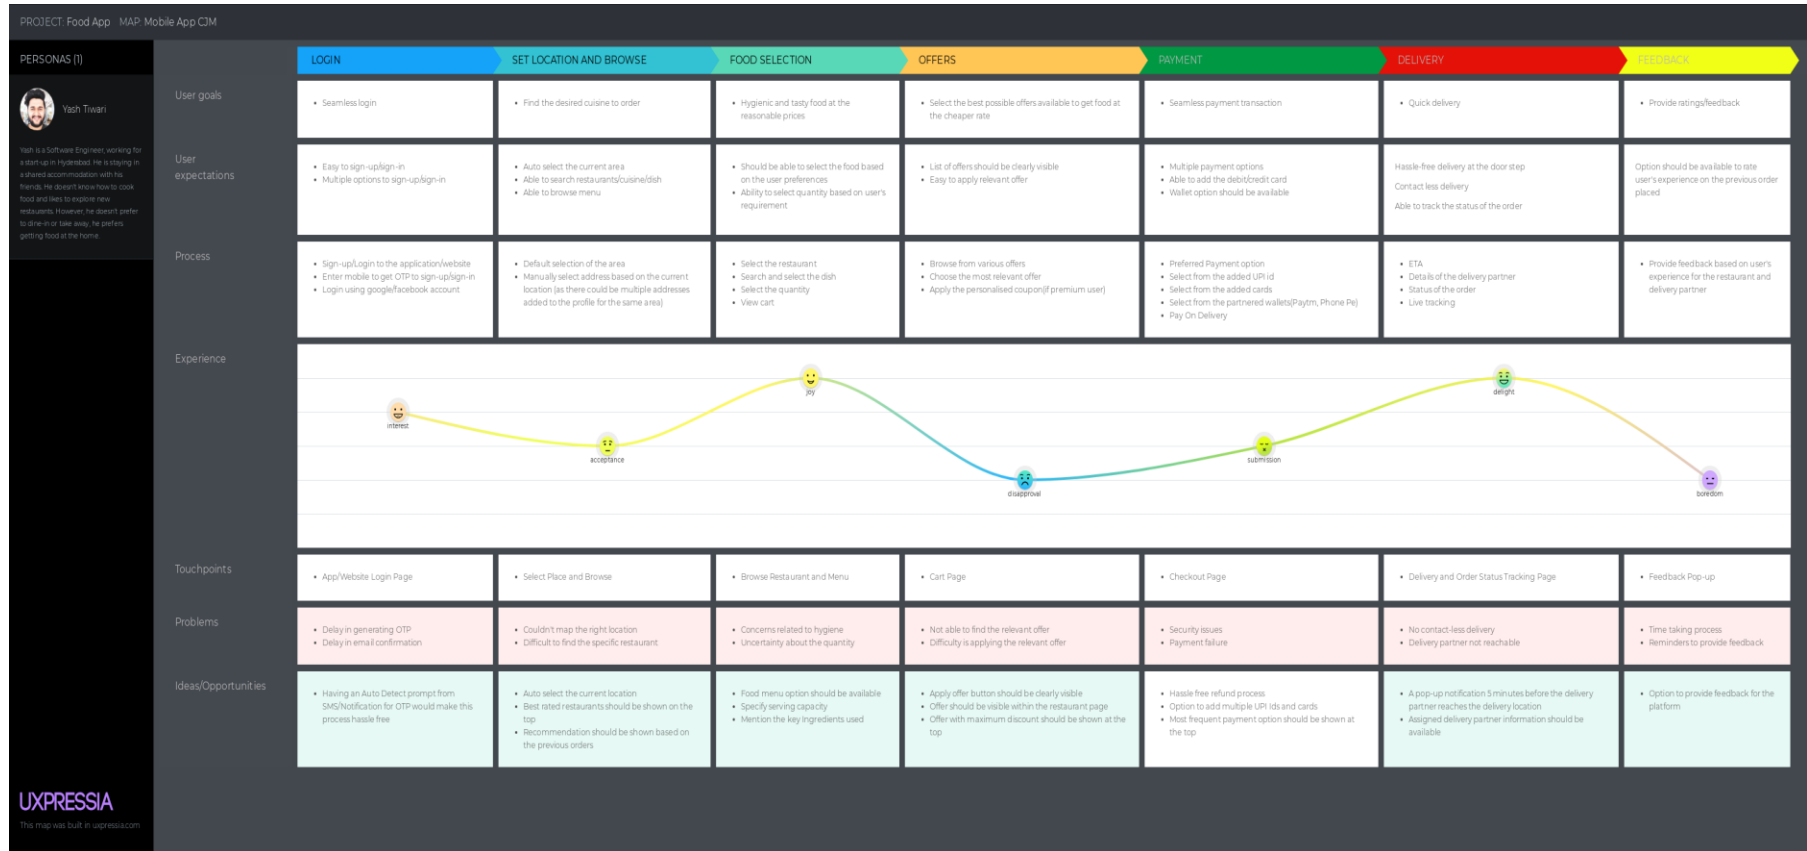 PROJECT: Food App MAP: Mobile App CJM
PERSONAS (1)
Yash Tiwari
Yash is a Software Engineer, working for
a start-up in Hyderabad. He is staying in
a shared accommodation with his
friends. He doesn't know how to cook
food and likes to explore new
restaurants. However, he doesn't prefer
to dine-in or take away, he prefers
getting food at the home.
UXPRESSIA
This map was built in uxpressia.com
LOGIN
SET LOCATION AND BROWSE
FOOD SELECTION
OFFERS
PAYMENT
DELIVERY
FEEDBACK
User goals
• Seamless login
• Find the desired cuisine to order
• Hygienic and tasty food at the
reasonable prices
• Select the best possible offers available to get food at
the cheaper rate
• Seamless payment transaction
• Quick delivery
• Provide ratings/feedback
User
expectations
• Easy to sign-up/sign-in
• Multiple options to sign-up/sign-in
• Auto select the current area
• Able to search restaurants/cuisine/dish
• Able to browse menu
• Should be able to select the food based
on the user preferences
• Ability to select quantity based on user's
requirement
• List of offers should be clearly visible
• Easy to apply relevant offer
• Multiple payment options
• Able to add the debit/credit card
• Wallet option should be available
Hassle-free delivery at the door step
Contact less delivery
Able to track the status of the order
Option should be available to rate
user's experience on the previous order
placed
Process
• Sign-up/Login to the application/website
• Enter mobile to get OTP to sign-up/sign-in
• Login using google/facebook account
• Default selection of the area
• Manually select address based on the current
location (as there could be multiple addresses
added to the profile for the same area)
• Select the restaurant
• Search and select the dish
• Select the quantity
• View cart
• Browse from various offers
• Choose the most relevant offer
• Apply the personalised coupon(if premium user)
• Preferred Payment option
• Select from the added UPI id
• Select from the added cards
• Select from the partnered wallets(Paytm, Phone Pe)
• Pay On Delivery
• ETA
• Details of the delivery partner
• Status of the order
• Live tracking
• Provide feedback based on user's
experience for the restaurant and
delivery partner
Experience
interest
acceptance
joy
disapproval
submission
delight
boredom
Touchpoints
• App/Website Login Page
• Select Place and Browse
• Browse Restaurant and Menu
• Cart Page
• Checkout Page
• Delivery and Order Status Tracking Page
• Feedback Pop-up
Problems
• Delay in generating OTP
• Delay in email confirmation
• Couldn't map the right location
• Difficult to find the specific restaurant
• Concerns related to hygiene
• Uncertainty about the quantity
• Not able to find the relevant offer
• Difficulty is applying the relevant offer
• Security issues
• Payment failure
• No contact-less delivery
• Delivery partner not reachable
• Time taking process
• Reminders to provide feedback
Ideas/Opportunities
• Having an Auto Detect prompt from
SMS/Notification for OTP would make this
process hassle free
• Auto select the current location
• Best rated restaurants should be shown on the
top
• Recommendation should be shown based on
the previous orders
• Food menu option should be available
• Specify serving capacity
• Mention the key Ingredients used
• Apply offer button should be clearly visible
• Offer should be visible within the restaurant page
• Offer with maximum discount should be shown at the
top
• Hassle free refund process
• Option to add multiple UPI Ids and cards
• Most frequent payment option should be shown at
the top
• A pop-up notification 5 minutes before the delivery
partner reaches the delivery location
• Assigned delivery partner information should be
available
• Option to provide feedback for the
platform